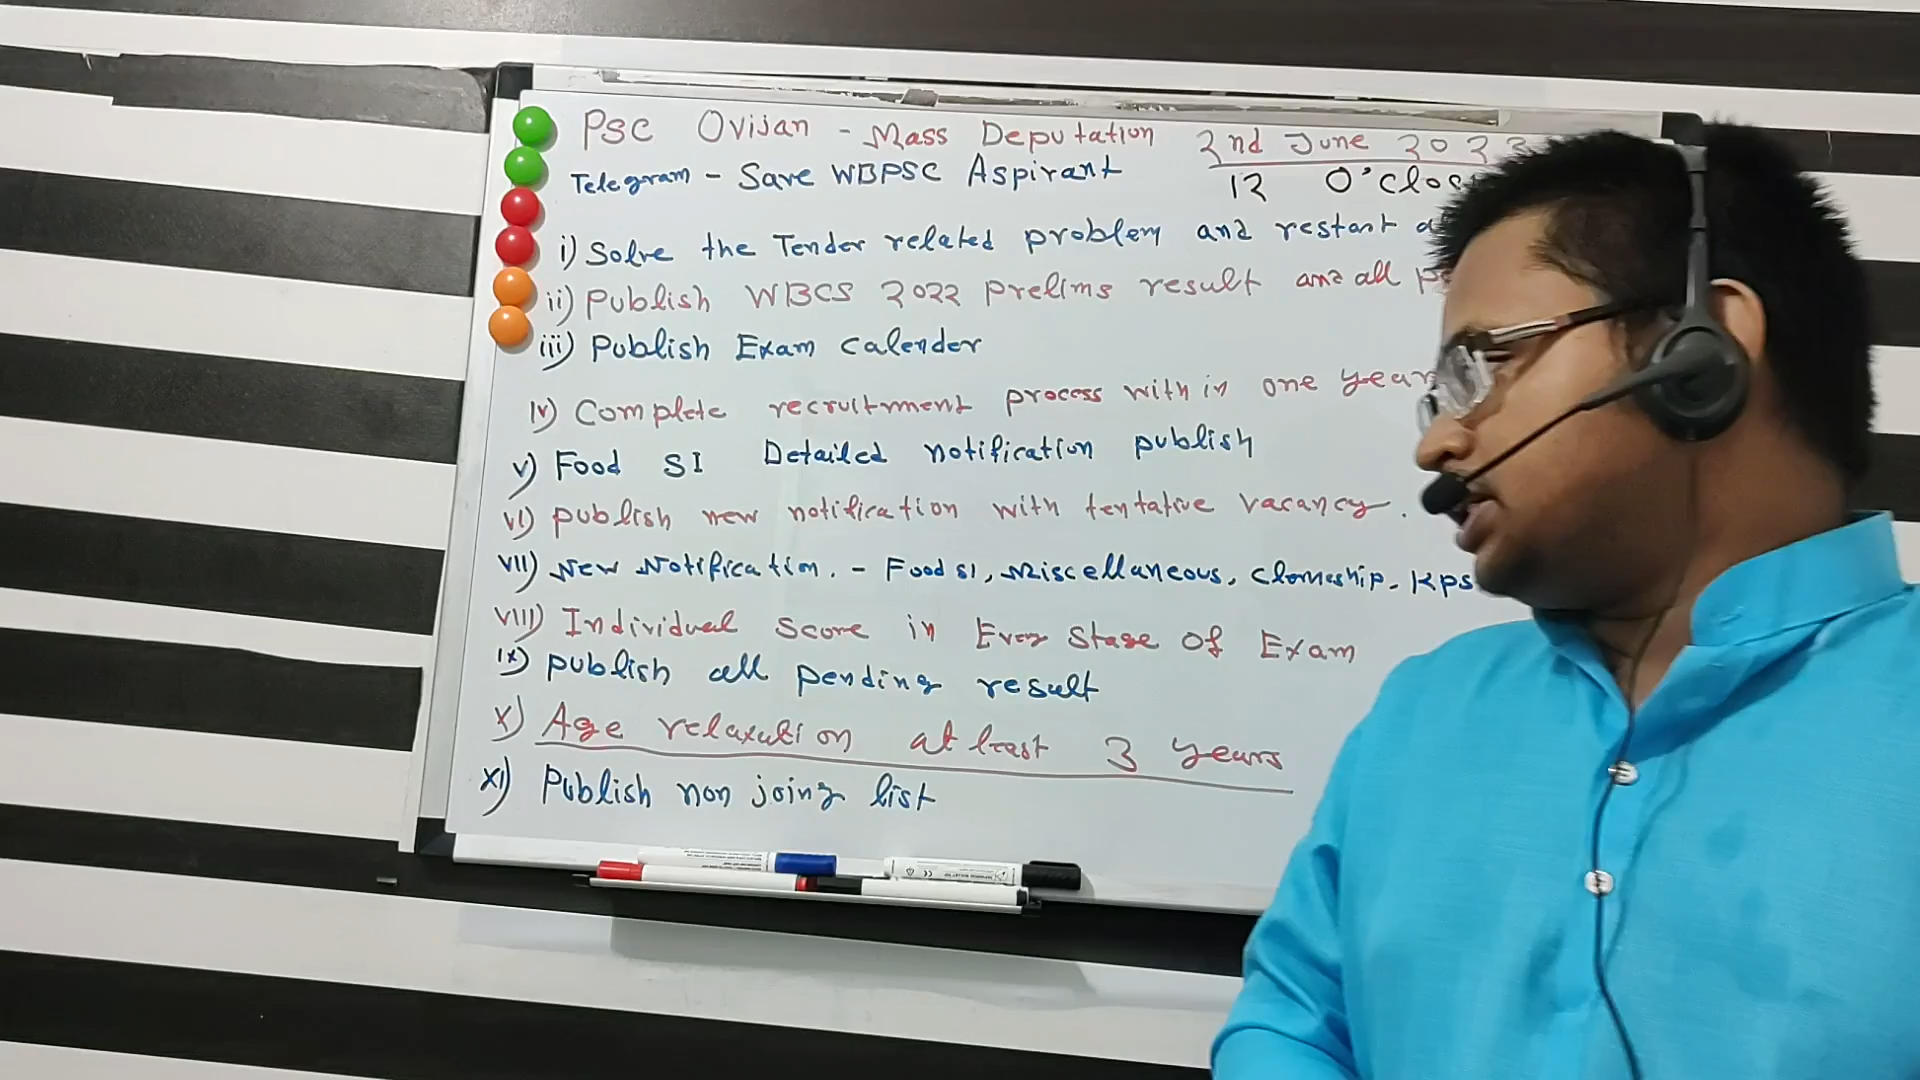 PSC Ovijan - Mass Deputation 2nd June 2023
Telegram - Save WBPSC Aspirant 12 O'Cloc
i) Solve the Tender related problem and restart
ii) Publish WBCS 2022 prelims result and all
iii) Publish Exam calender
iv) Complete recruitment process with in one year
v) Food SI Detailed notification publish
vi) publish new notification with tentative vacancy.
vii) New Notification. - Food SI, Miscellaneous, Clerkship, KPS
viii) Individual Score in Every Stage of Exam
ix) publish all pending result
x) Age relaxation at least 3 years
xi) Publish non joing list